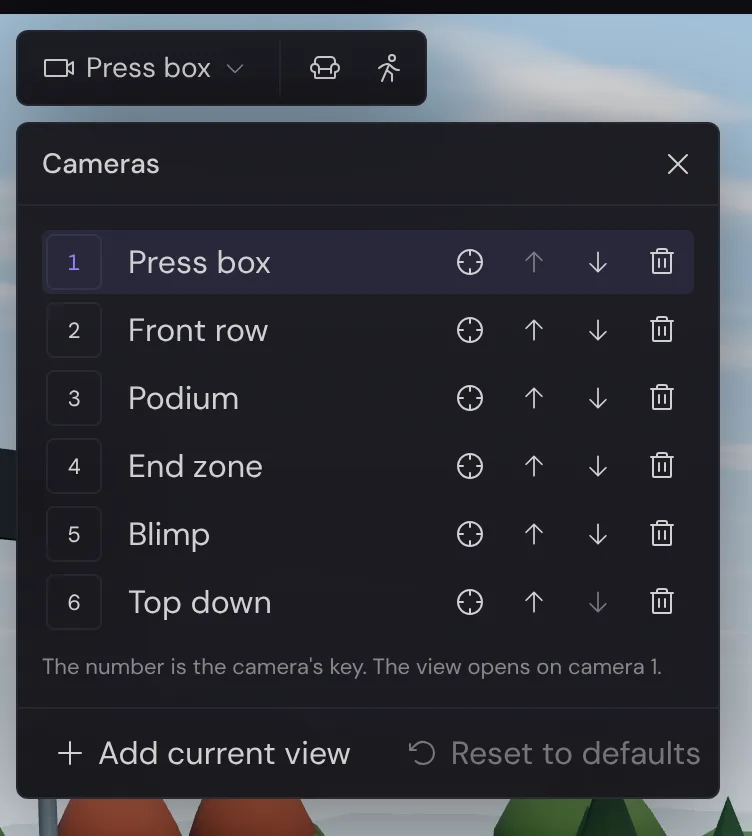 Press box
Cameras
1 Press box
2 Front row
3 Podium
4 End zone
5 Blimp
6 Top down
The number is the camera's key. The view opens on camera 1.
Add current view Reset to defaults